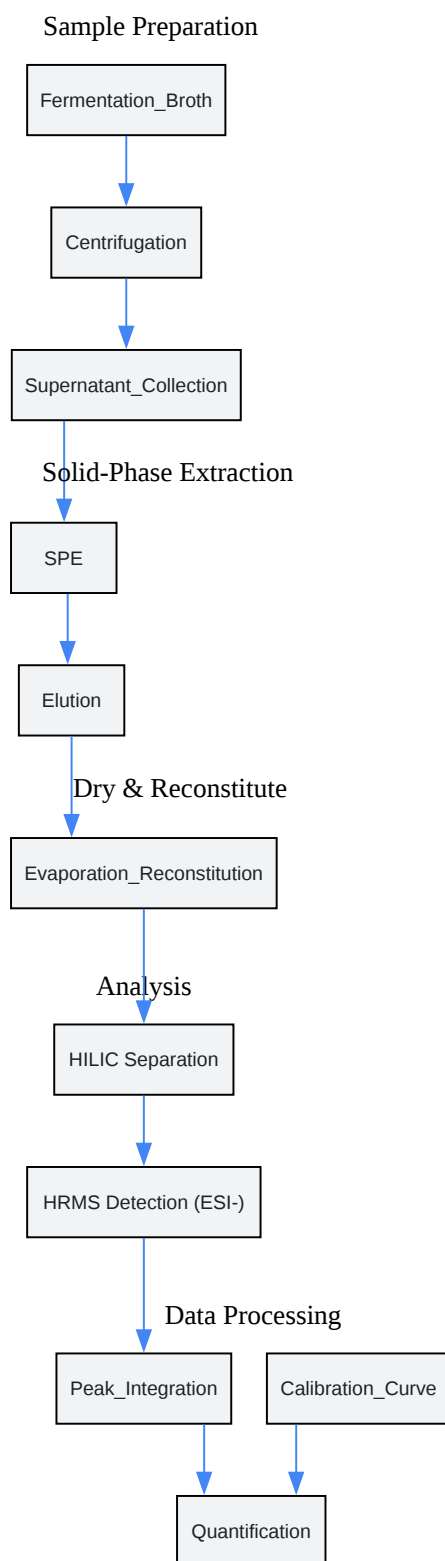 Sample Preparation
Fermentation_Broth
Centrifugation
Supernatant_Collection
Solid-Phase Extraction
SPE
Elution
Dry & Reconstitute
Evaporation_Reconstitution
Analysis
HILIC Separation
HRMS Detection (ESI-)
Data Processing
Peak_Integration
Calibration_Curve
Quantification